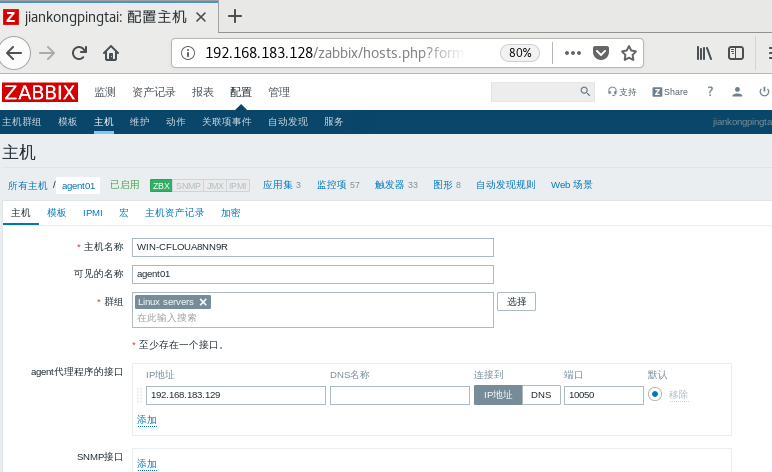 Z jiankongpingtai: 配置主机
192.168.183.128/zabbix/hosts.php?form
80%
ZABBIX 监测 资产记录 报表 配置 管理 支持 Z Share ?
主机群组 模板 主机 维护 动作 关联项事件 自动发现 服务 jiankongpingta
主机
所有主机 / agent01 已启用 ZBX SNMP JMX IPMI 应用集 3 监控项 57 触发器 33 图形 8 自动发现规则 Web 场景
主机 模板 IPMI 宏 主机资产记录 加密
* 主机名称 WIN-CFLOUA8NN9R
可见的名称 agent01
* 群组 Linux servers 选择
在此输入搜索
* 至少存在一个接口。
agent代理程序的接口 IP地址 DNS名称 连接到 端口 默认
192.168.183.129 IP地址 DNS 10050 移除
添加
SNMP接口 添加